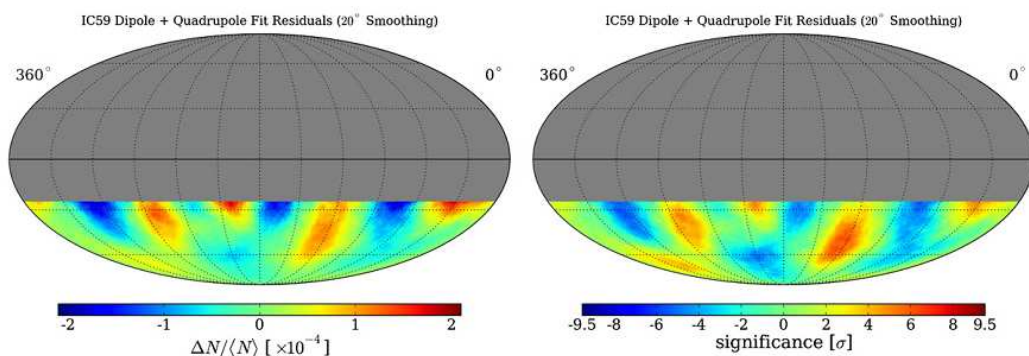 IC59 Dipole + Quadrupole Fit Residuals (20° Smoothing)
360°
0°
-2 -1 0 1 2
ΔN/⟨N⟩ [ ×10⁻⁴]
IC59 Dipole + Quadrupole Fit Residuals (20° Smoothing)
360°
0°
-9.5 -8 -6 -4 -2 0 2 4 6 8 9.5
significance [σ]